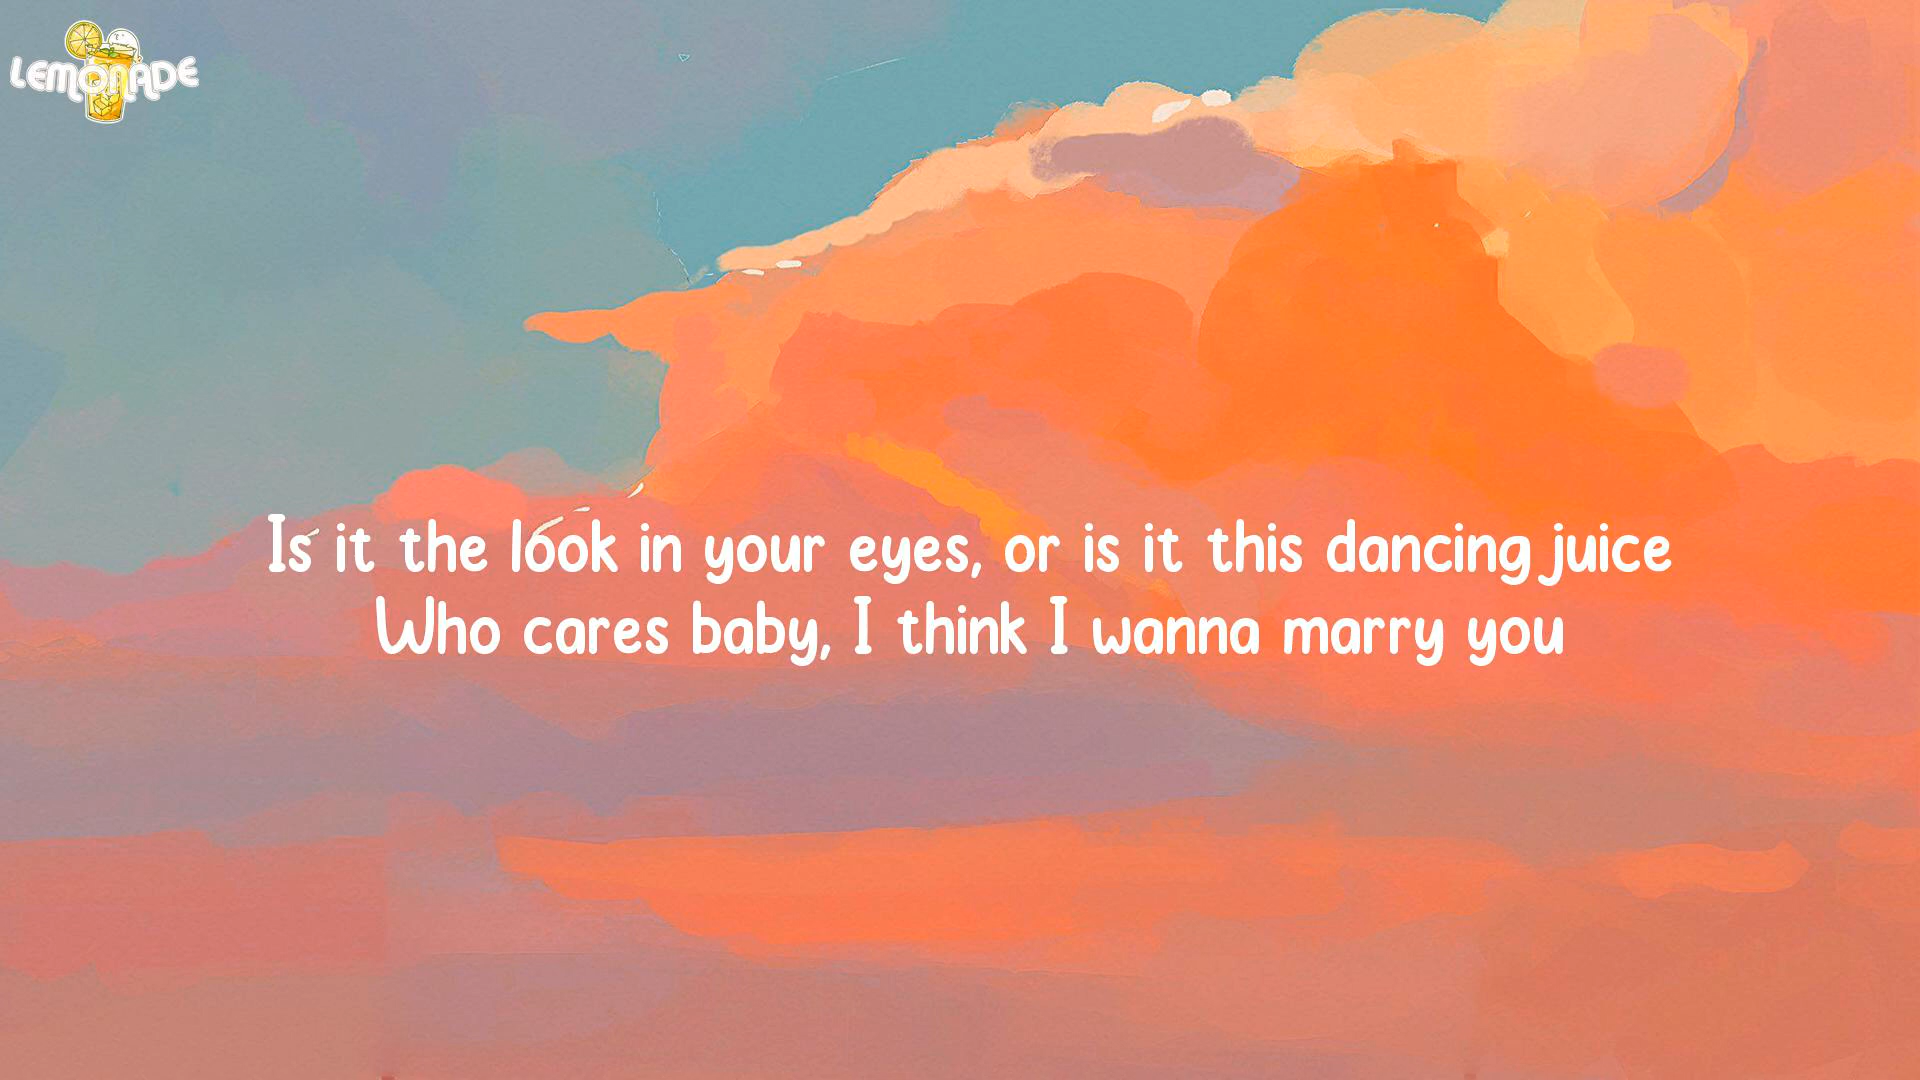 LEMONADE
Is it the look in your eyes, or is it this dancing juice
Who cares baby, I think I wanna marry you